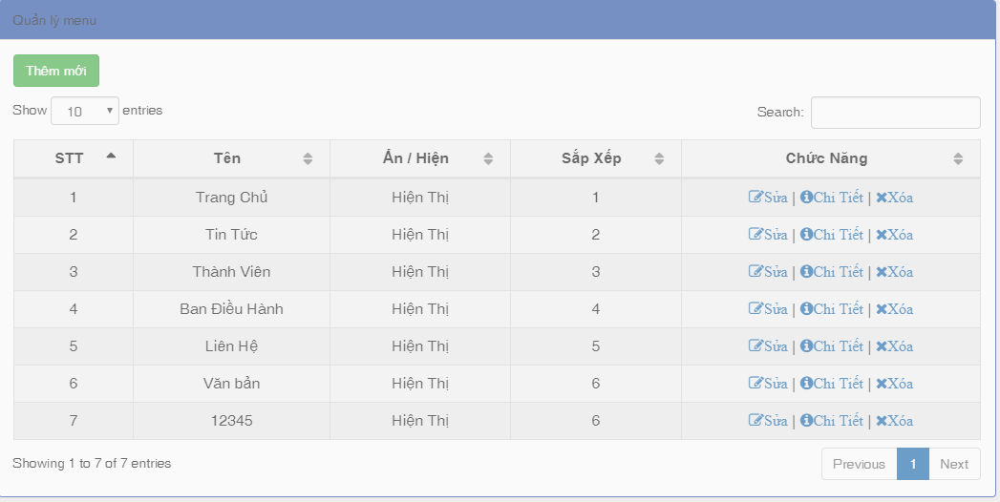 Quản lý menu
Thêm mới
Show 10 entries Search:
STT Tên Ẩn / Hiện Sắp Xếp Chức Năng
1 Trang Chủ Hiện Thị 1 Sửa | Chi Tiết | Xóa
2 Tin Tức Hiện Thị 2 Sửa | Chi Tiết | Xóa
3 Thành Viên Hiện Thị 3 Sửa | Chi Tiết | Xóa
4 Ban Điều Hành Hiện Thị 4 Sửa | Chi Tiết | Xóa
5 Liên Hệ Hiện Thị 5 Sửa | Chi Tiết | Xóa
6 Văn bản Hiện Thị 6 Sửa | Chi Tiết | Xóa
7 12345 Hiện Thị 6 Sửa | Chi Tiết | Xóa
Showing 1 to 7 of 7 entries Previous 1 Next